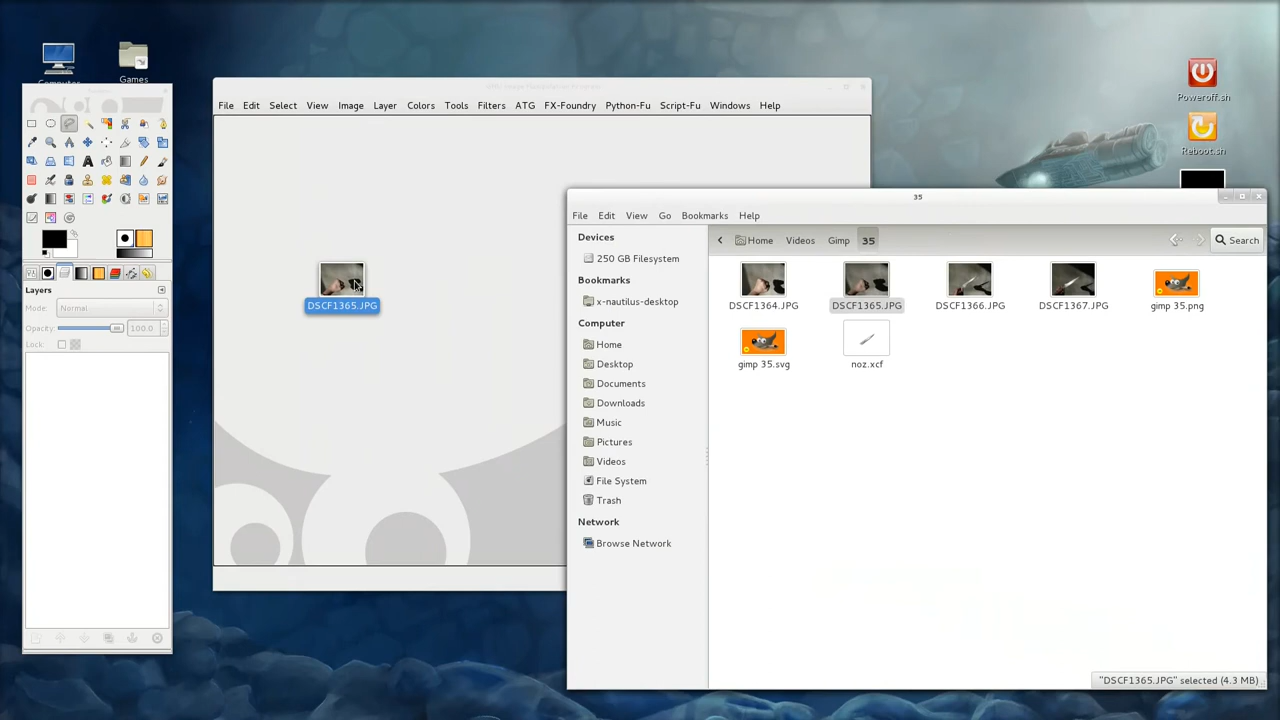 Computer
Games
File Edit Select View Image Layer Colors Tools Filters ATG FX-Foundry Python-Fu Script-Fu Windows Help
Poweroff.sh
Reboot.sh
35
File Edit View Go Bookmarks Help
Devices
250 GB Filesystem
Bookmarks
x-nautilus-desktop
Computer
Home
Desktop
Documents
Downloads
Music
Pictures
Videos
File System
Trash
Network
Browse Network
Home Videos Gimp 35 Search
DSCF1364.JPG DSCF1365.JPG DSCF1366.JPG DSCF1367.JPG gimp 35.png
gimp 35.svg noz.xcf
"DSCF1365.JPG" selected (4.3 MB)
DSCF1365.JPG
Layers
Mode: Normal
Opacity: 100.0
Lock: